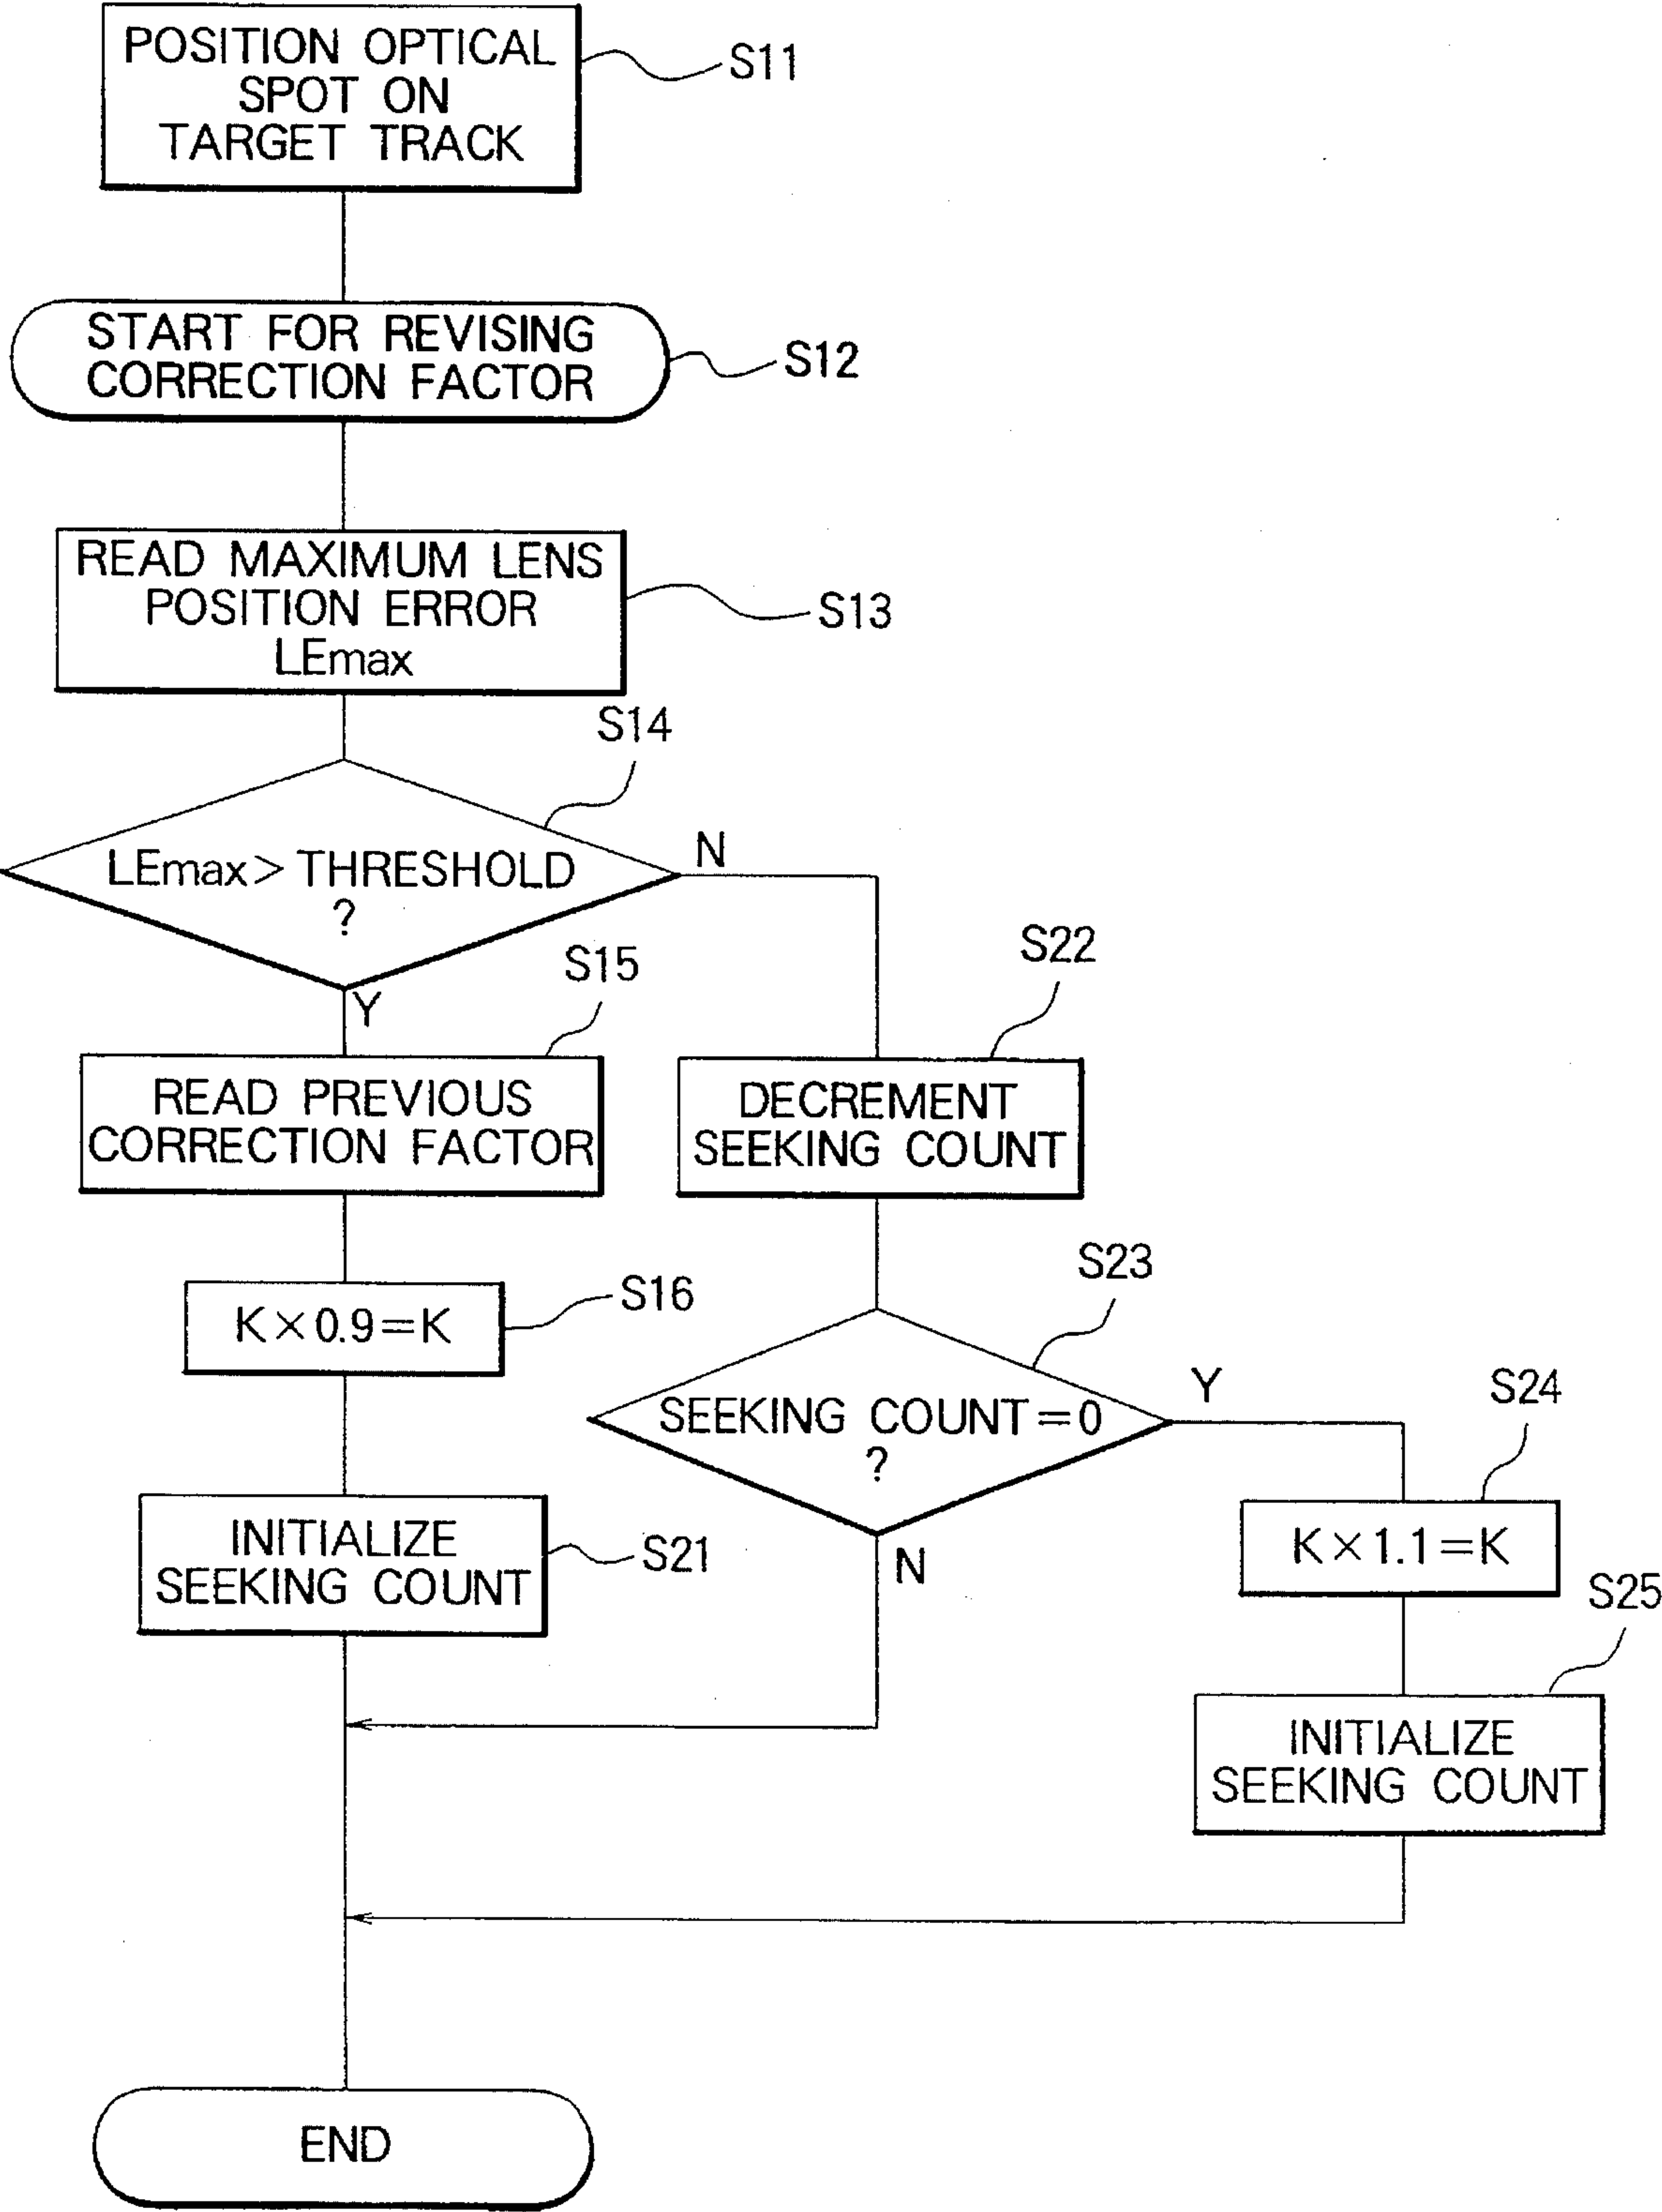 POSITION OPTICAL
SPOT ON
TARGET TRACK
S11
START FOR REVISING
CORRECTION FACTOR
S12
READ MAXIMUM LENS
POSITION ERROR
LEmax
S13
S14
LEmax > THRESHOLD
?
N
Y
S15
READ PREVIOUS
CORRECTION FACTOR
S22
DECREMENT
SEEKING COUNT
S16
K×0.9=K
S23
SEEKING COUNT=0
?
Y
N
S24
K×1.1=K
INITIALIZE
SEEKING COUNT
S21
S25
INITIALIZE
SEEKING COUNT
END